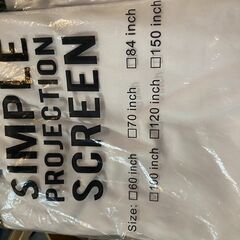 SIMPLE
PROJECTION
SCREEN
Size: □60 inch □70 inch □84 inch
□100 inch □120 inch □150 inch